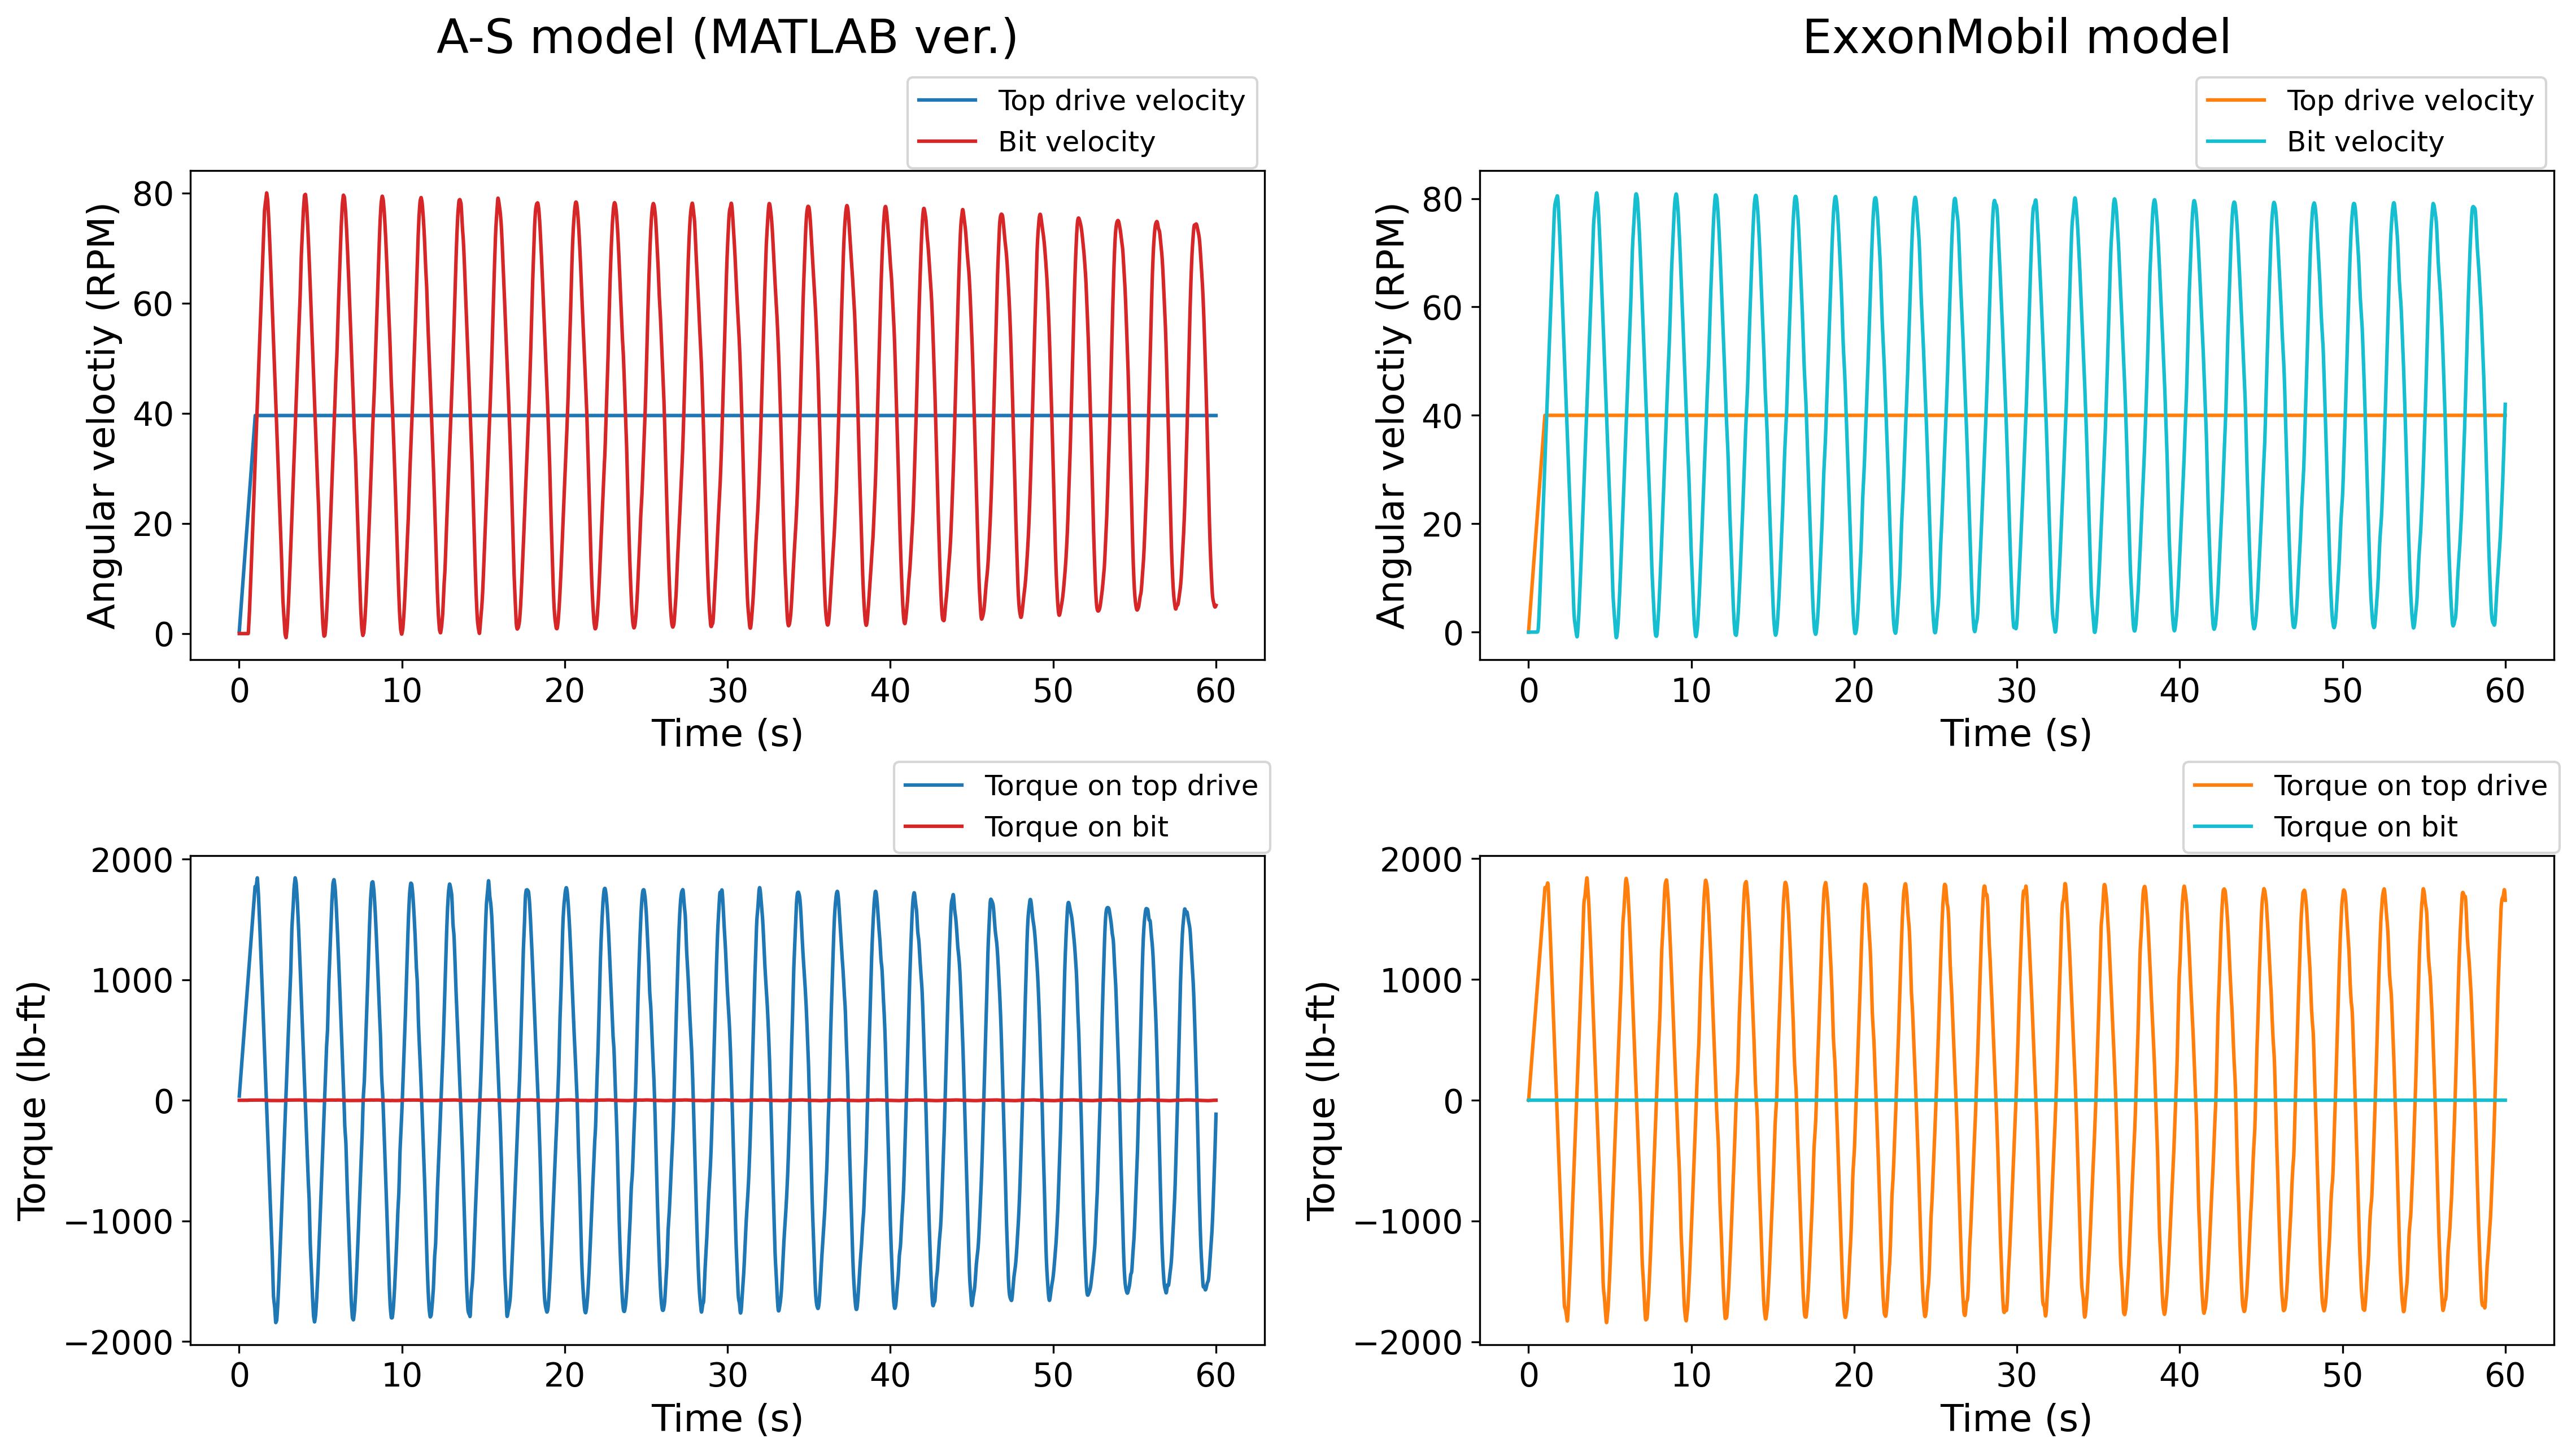 A-S model (MATLAB ver.)
Top drive velocity
Bit velocity
Angular veloctiy (RPM)
80
60
40
20
0
0 10 20 30 40 50 60
Time (s)
ExxonMobil model
Top drive velocity
Bit velocity
Angular veloctiy (RPM)
80
60
40
20
0
0 10 20 30 40 50 60
Time (s)
Torque on top drive
Torque on bit
Torque (lb-ft)
2000
1000
0
−1000
−2000
0 10 20 30 40 50 60
Time (s)
Torque on top drive
Torque on bit
Torque (lb-ft)
2000
1000
0
−1000
−2000
0 10 20 30 40 50 60
Time (s)